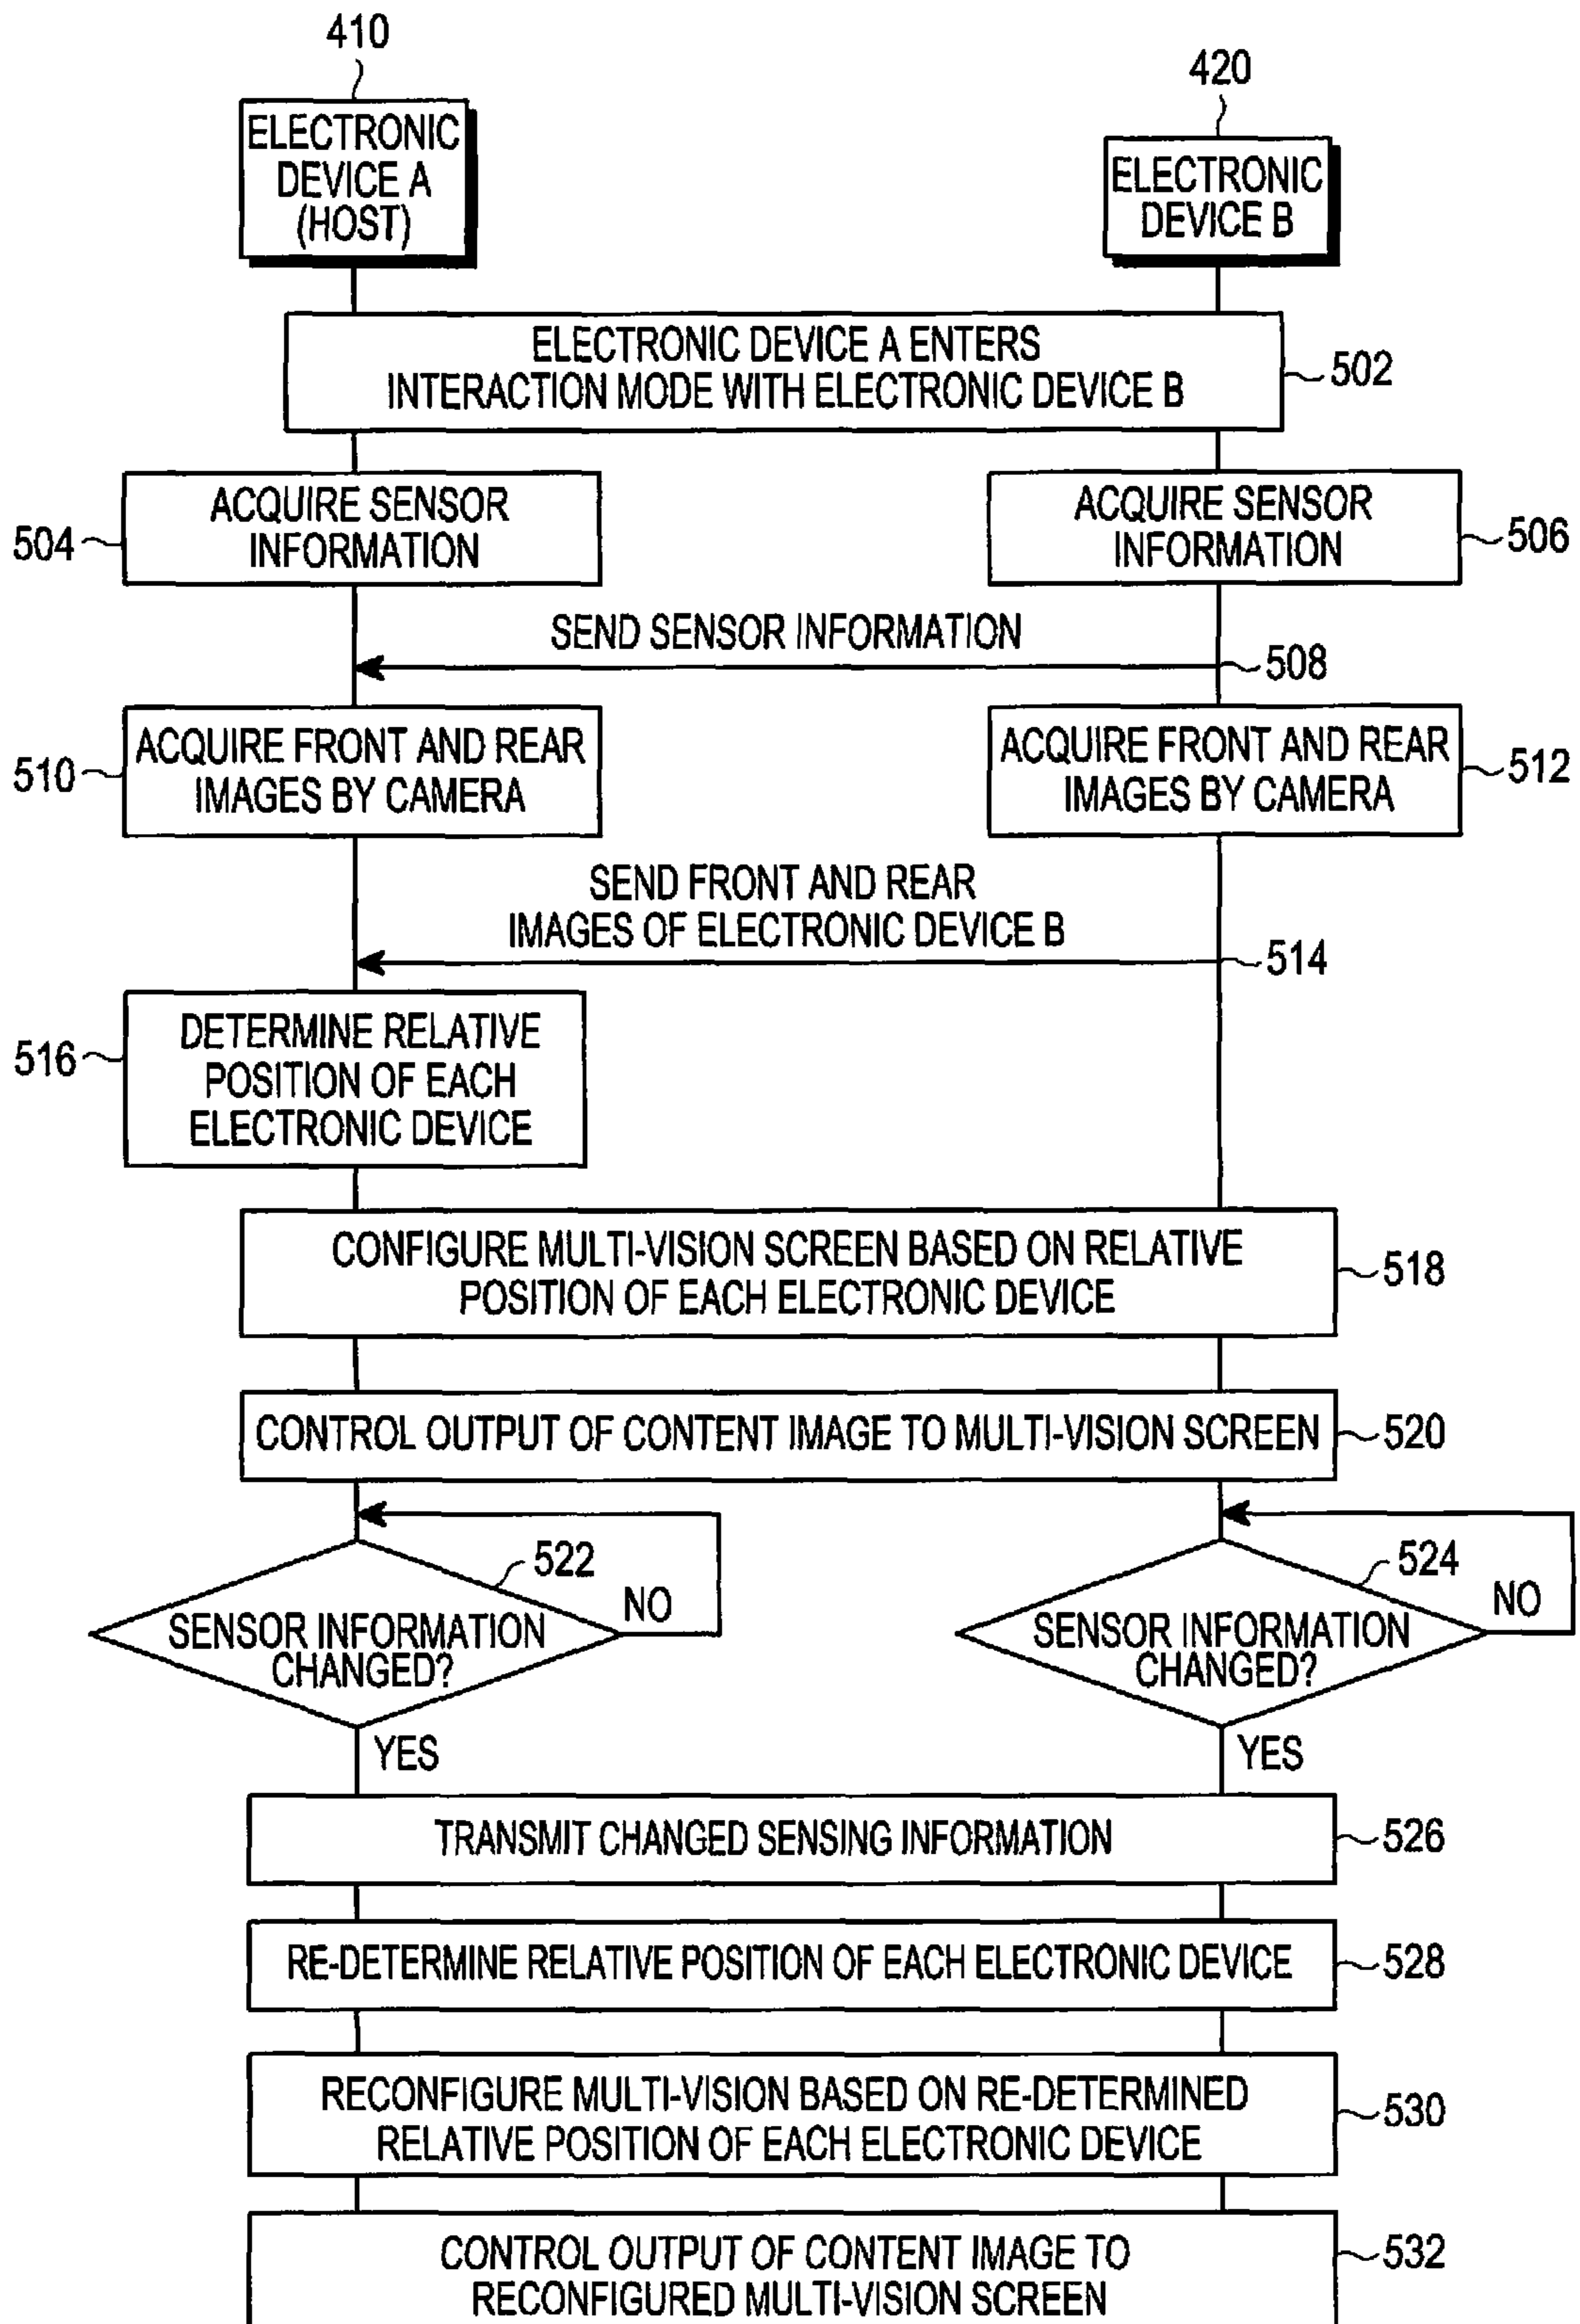 410
420
ELECTRONIC
DEVICE A
(HOST)
ELECTRONIC
DEVICE B
ELECTRONIC DEVICE A ENTERS
INTERACTION MODE WITH ELECTRONIC DEVICE B
502
ACQUIRE SENSOR
INFORMATION
504
ACQUIRE SENSOR
INFORMATION
506
SEND SENSOR INFORMATION
508
ACQUIRE FRONT AND REAR
IMAGES BY CAMERA
510
ACQUIRE FRONT AND REAR
IMAGES BY CAMERA
512
SEND FRONT AND REAR
IMAGES OF ELECTRONIC DEVICE B
514
DETERMINE RELATIVE
POSITION OF EACH
ELECTRONIC DEVICE
516
CONFIGURE MULTI-VISION SCREEN BASED ON RELATIVE
POSITION OF EACH ELECTRONIC DEVICE
518
CONTROL OUTPUT OF CONTENT IMAGE TO MULTI-VISION SCREEN
520
522
NO
SENSOR INFORMATION
CHANGED?
YES
524
NO
SENSOR INFORMATION
CHANGED?
YES
TRANSMIT CHANGED SENSING INFORMATION
526
RE-DETERMINE RELATIVE POSITION OF EACH ELECTRONIC DEVICE
528
RECONFIGURE MULTI-VISION BASED ON RE-DETERMINED
RELATIVE POSITION OF EACH ELECTRONIC DEVICE
530
CONTROL OUTPUT OF CONTENT IMAGE TO
RECONFIGURED MULTI-VISION SCREEN
532